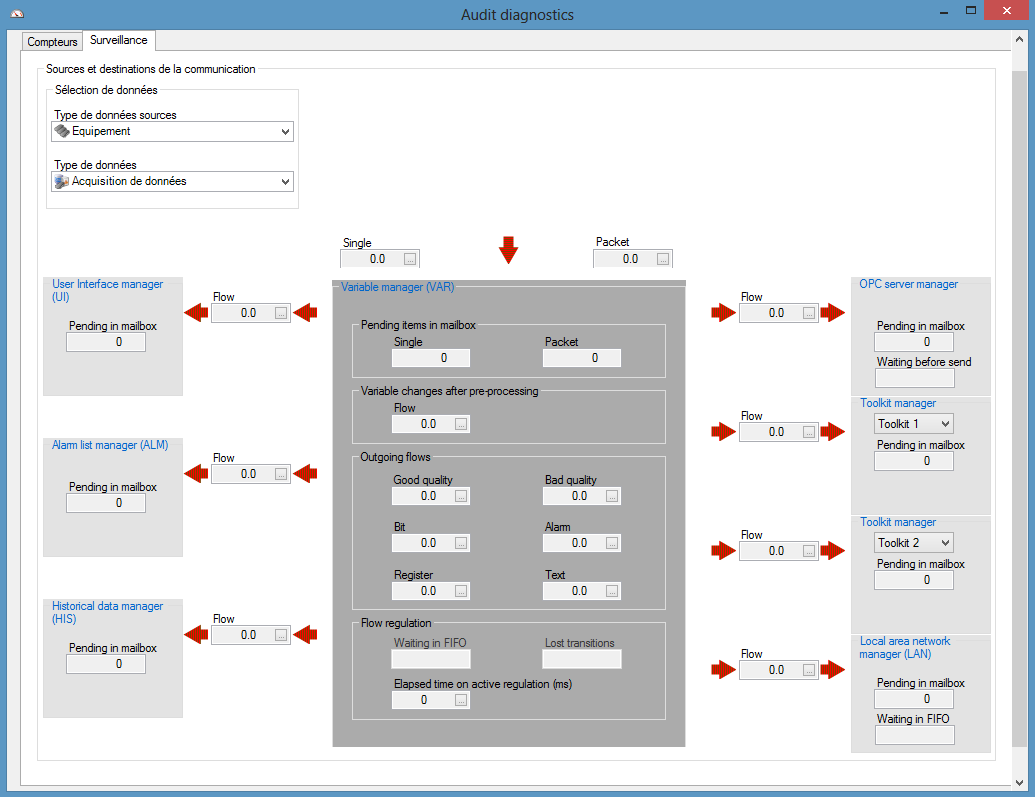 Audit diagnostics
Compteurs
Surveillance
Sources et destinations de la communication
Sélection de données
Type de données sources
Equipement
Type de données
Acquisition de données
Single
0.0
...
Packet
0.0
...
User Interface manager
(UI)
Pending in mailbox
0
Flow
0.0
...
Alarm list manager (ALM)
Pending in mailbox
0
Flow
0.0
...
Historical data manager
(HIS)
Pending in mailbox
0
Flow
0.0
...
Variable manager (VAR)
Pending items in mailbox
Single
0
Packet
0
Variable changes after pre-processing
Flow
0.0
...
Outgoing flows
Good quality
0.0
...
Bad quality
0.0
...
Bit
0.0
...
Alarm
0.0
...
Register
0.0
...
Text
0.0
...
Flow regulation
Waiting in FIFO
Lost transitions
Elapsed time on active regulation (ms)
0
...
Flow
0.0
...
OPC server manager
Pending in mailbox
0
Waiting before send
Flow
0.0
...
Toolkit manager
Toolkit 1
Pending in mailbox
0
Flow
0.0
...
Toolkit manager
Toolkit 2
Pending in mailbox
0
Flow
0.0
...
Local area network
manager (LAN)
Pending in mailbox
0
Waiting in FIFO